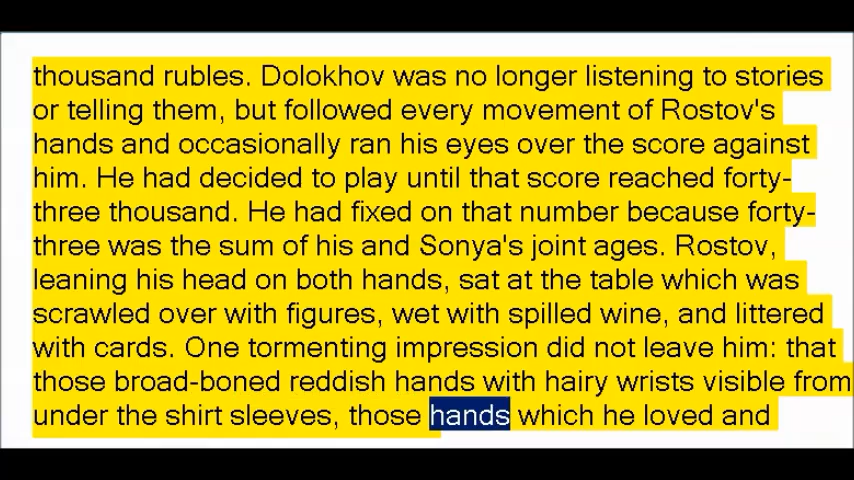 thousand rubles. Dolokhov was no longer listening to stories
or telling them, but followed every movement of Rostov's
hands and occasionally ran his eyes over the score against
him. He had decided to play until that score reached forty-
three thousand. He had fixed on that number because forty-
three was the sum of his and Sonya's joint ages. Rostov,
leaning his head on both hands, sat at the table which was
scrawled over with figures, wet with spilled wine, and littered
with cards. One tormenting impression did not leave him: that
those broad-boned reddish hands with hairy wrists visible from
under the shirt sleeves, those hands which he loved and